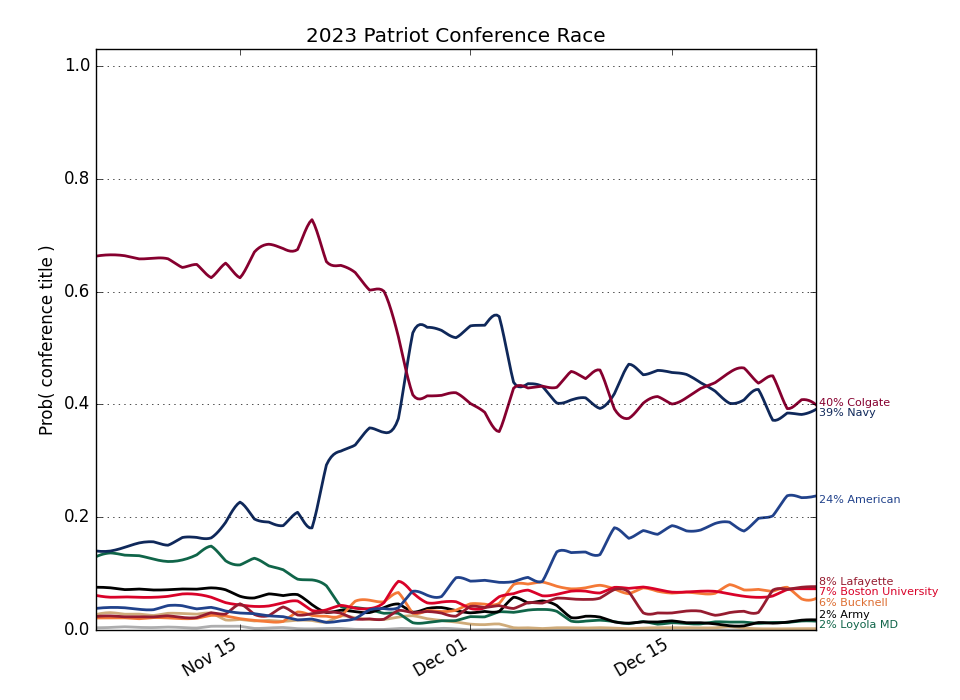 2023 Patriot Conference Race
Prob( conference title )
1.0
0.8
0.6
0.4
0.2
0.0
Nov 15
Dec 01
Dec 15
40% Colgate
39% Navy
24% American
8% Lafayette
7% Boston University
6% Bucknell
2% Army
2% Loyola MD